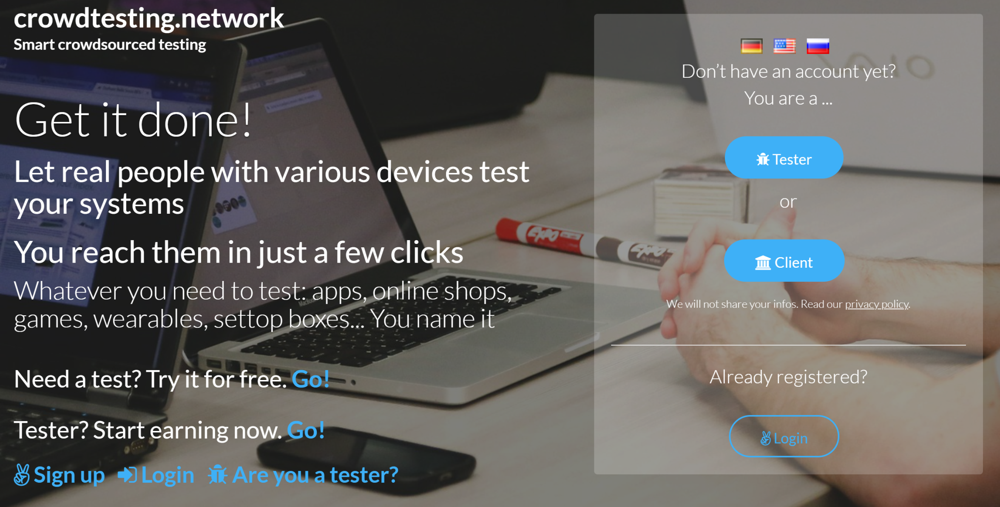 crowdtesting.network
Smart crowdsourced testing
Get it done!
Let real people with various devices test
your systems
You reach them in just a few clicks
Whatever you need to test: apps, online shops,
games, wearables, settop boxes... You name it
Need a test? Try it for free. Go!
Tester? Start earning now. Go!
Sign up Login Are you a tester?
Don't have an account yet?
You are a ...
Tester
or
Client
We will not share your infos. Read our privacy policy.
Already registered?
Login
EXPO
EXPO